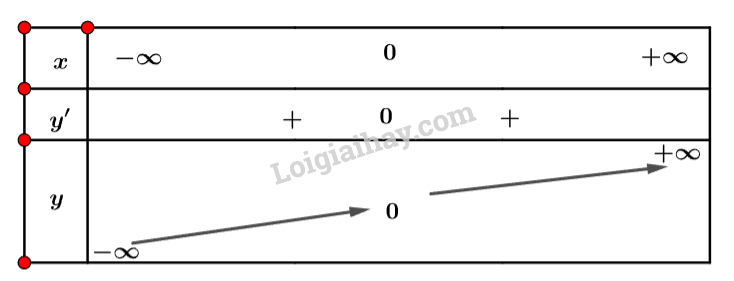 x −∞ 0 +∞
y′ + 0 +
Loigiaihay.com
+∞
y 0
−∞